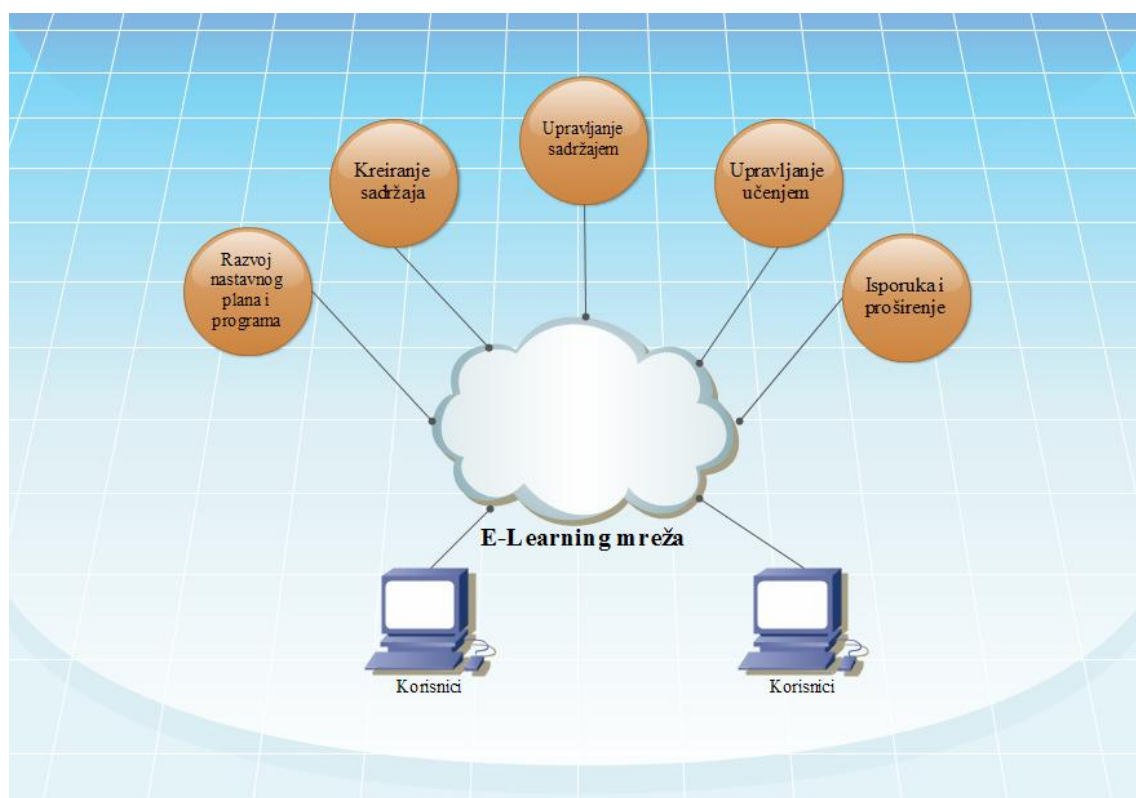 Upravljanje
sadržajem
Kreiranje
sadržaja
Upravljanje
učenjem
Razvoj
nastavnog
plana i
programa
Isporuka i
proširenje
E-Learning mreža
Korisnici
Korisnici